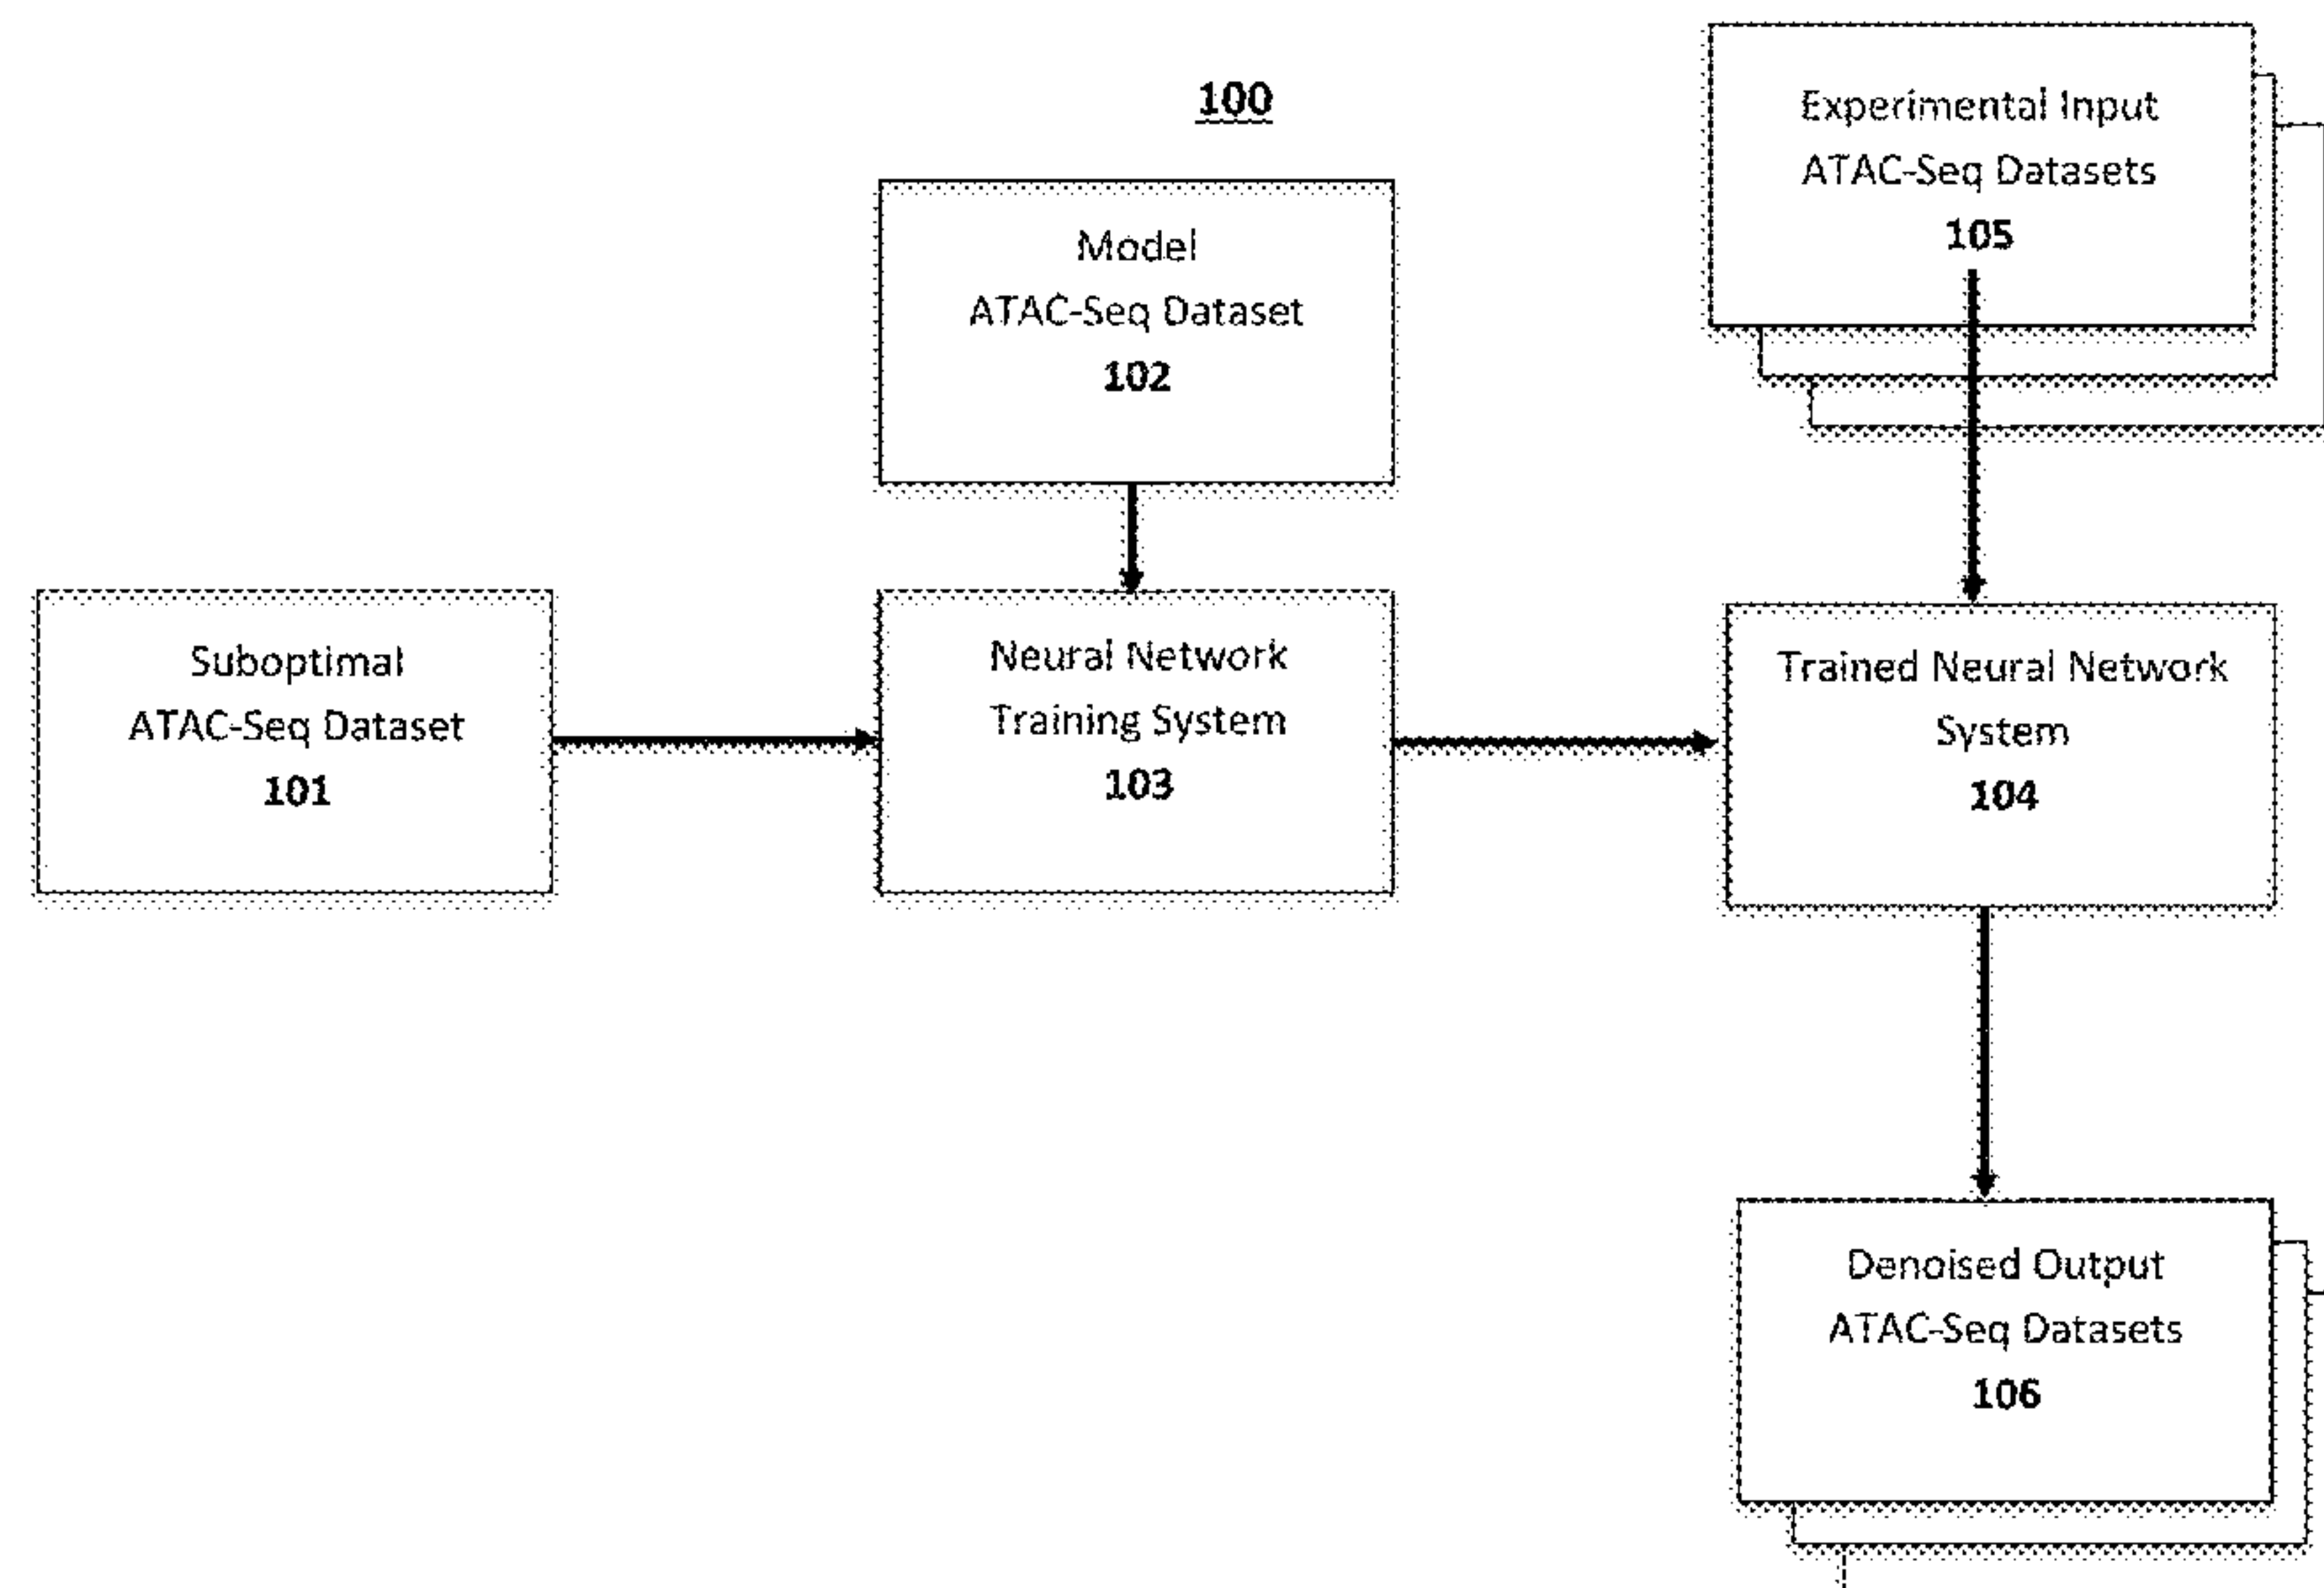 100
Experimental Input
ATAC-Seq Datasets
105
Model
ATAC-Seq Dataset
102
Suboptimal
ATAC-Seq Dataset
101
Neural Network
Training System
103
Trained Neural Network
System
104
Denoised Output
ATAC-Seq Datasets
106